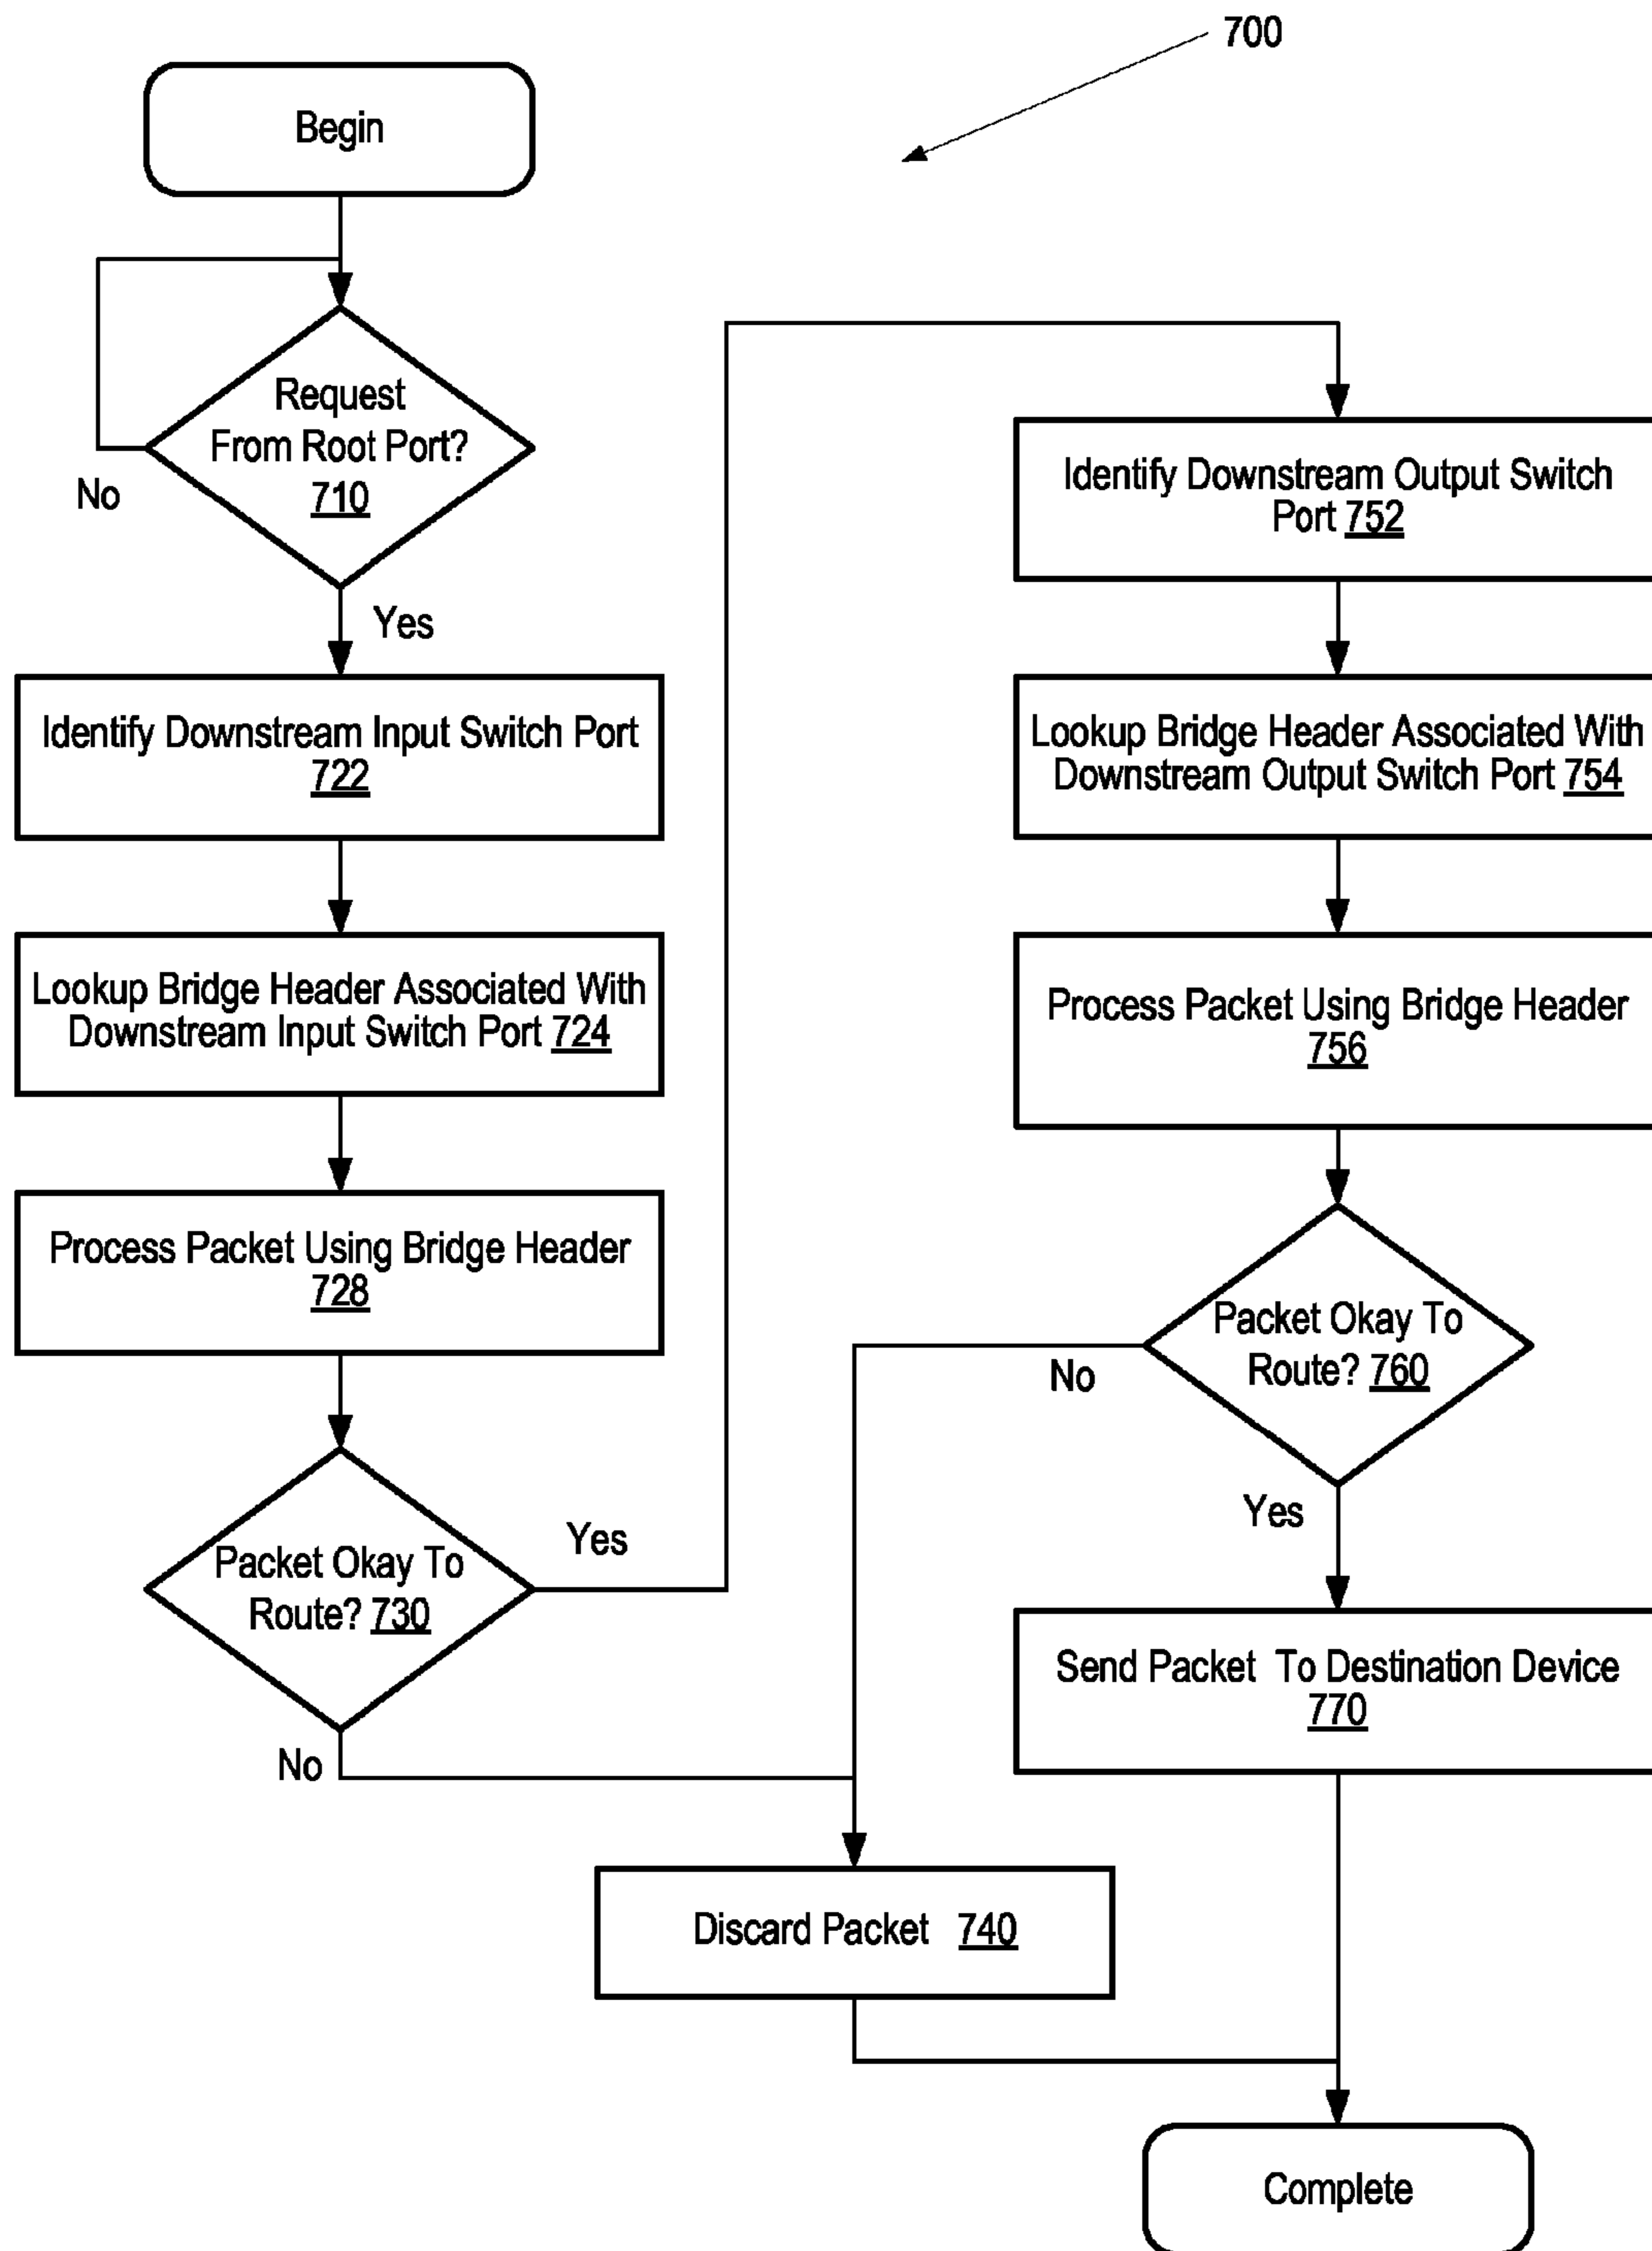 700
Begin
Request
From Root Port?
710
No
Yes
Identify Downstream Input Switch Port
722
Lookup Bridge Header Associated With
Downstream Input Switch Port 724
Process Packet Using Bridge Header
728
Packet Okay To
Route? 730
Yes
No
Identify Downstream Output Switch
Port 752
Lookup Bridge Header Associated With
Downstream Output Switch Port 754
Process Packet Using Bridge Header
756
Packet Okay To
Route? 760
No
Yes
Send Packet To Destination Device
770
Discard Packet 740
Complete